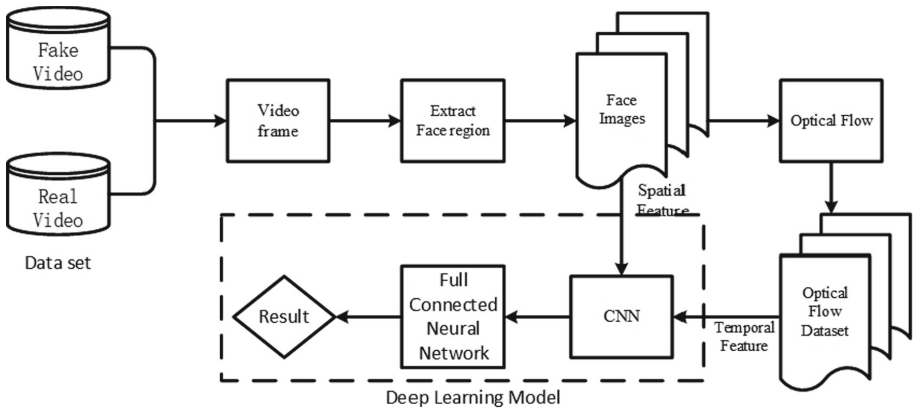 Fake
Video
Real
Video
Data set
Video
frame
Extract
Face region
Face
Images
Optical Flow
Spatial
Feature
Optical
Flow
Dataset
Temporal
Feature
CNN
Full
Connected
Neural
Network
Result
Deep Learning Model